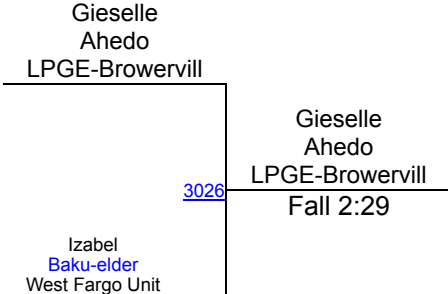 Gieselle
Ahedo
LPGE-Browervill
Gieselle
Ahedo
LPGE-Browervill
3026
Fall 2:29
Izabel
Baku-elder
West Fargo Unit